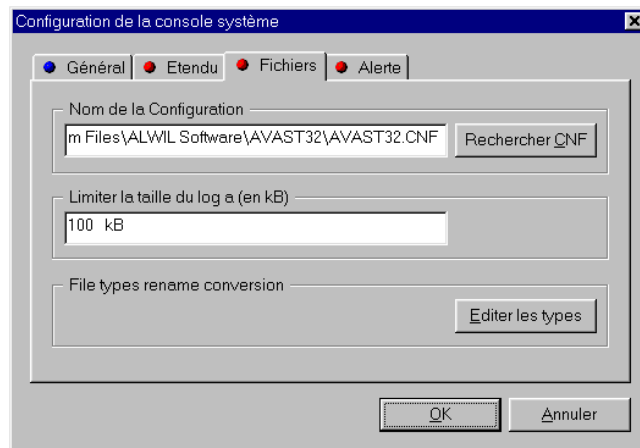 Configuration de la console système
Général Etendu Fichiers Alerte
Nom de la Configuration
m Files\ALWIL Software\AVAST32\AVAST32.CNF Rechercher CNF
Limiter la taille du log a (en kB)
100 kB
File types rename conversion
Editer les types
OK Annuler